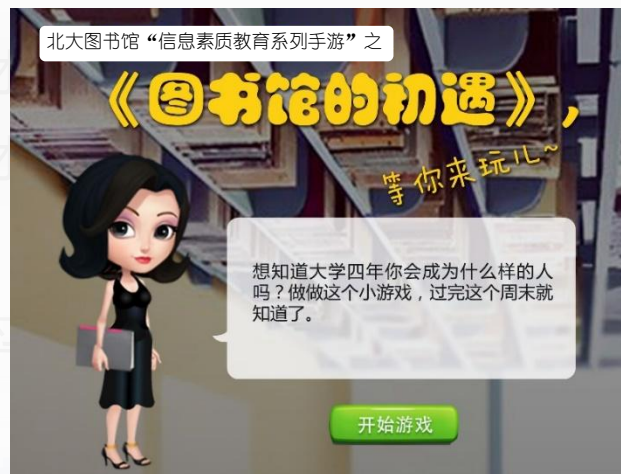 北大图书馆“信息素质教育系列手游”之
《图书馆的初遇》，
等你来玩儿~
想知道大学四年你会成为什么样的人
吗？做做这个小游戏，过完这个周末就
知道了。
开始游戏